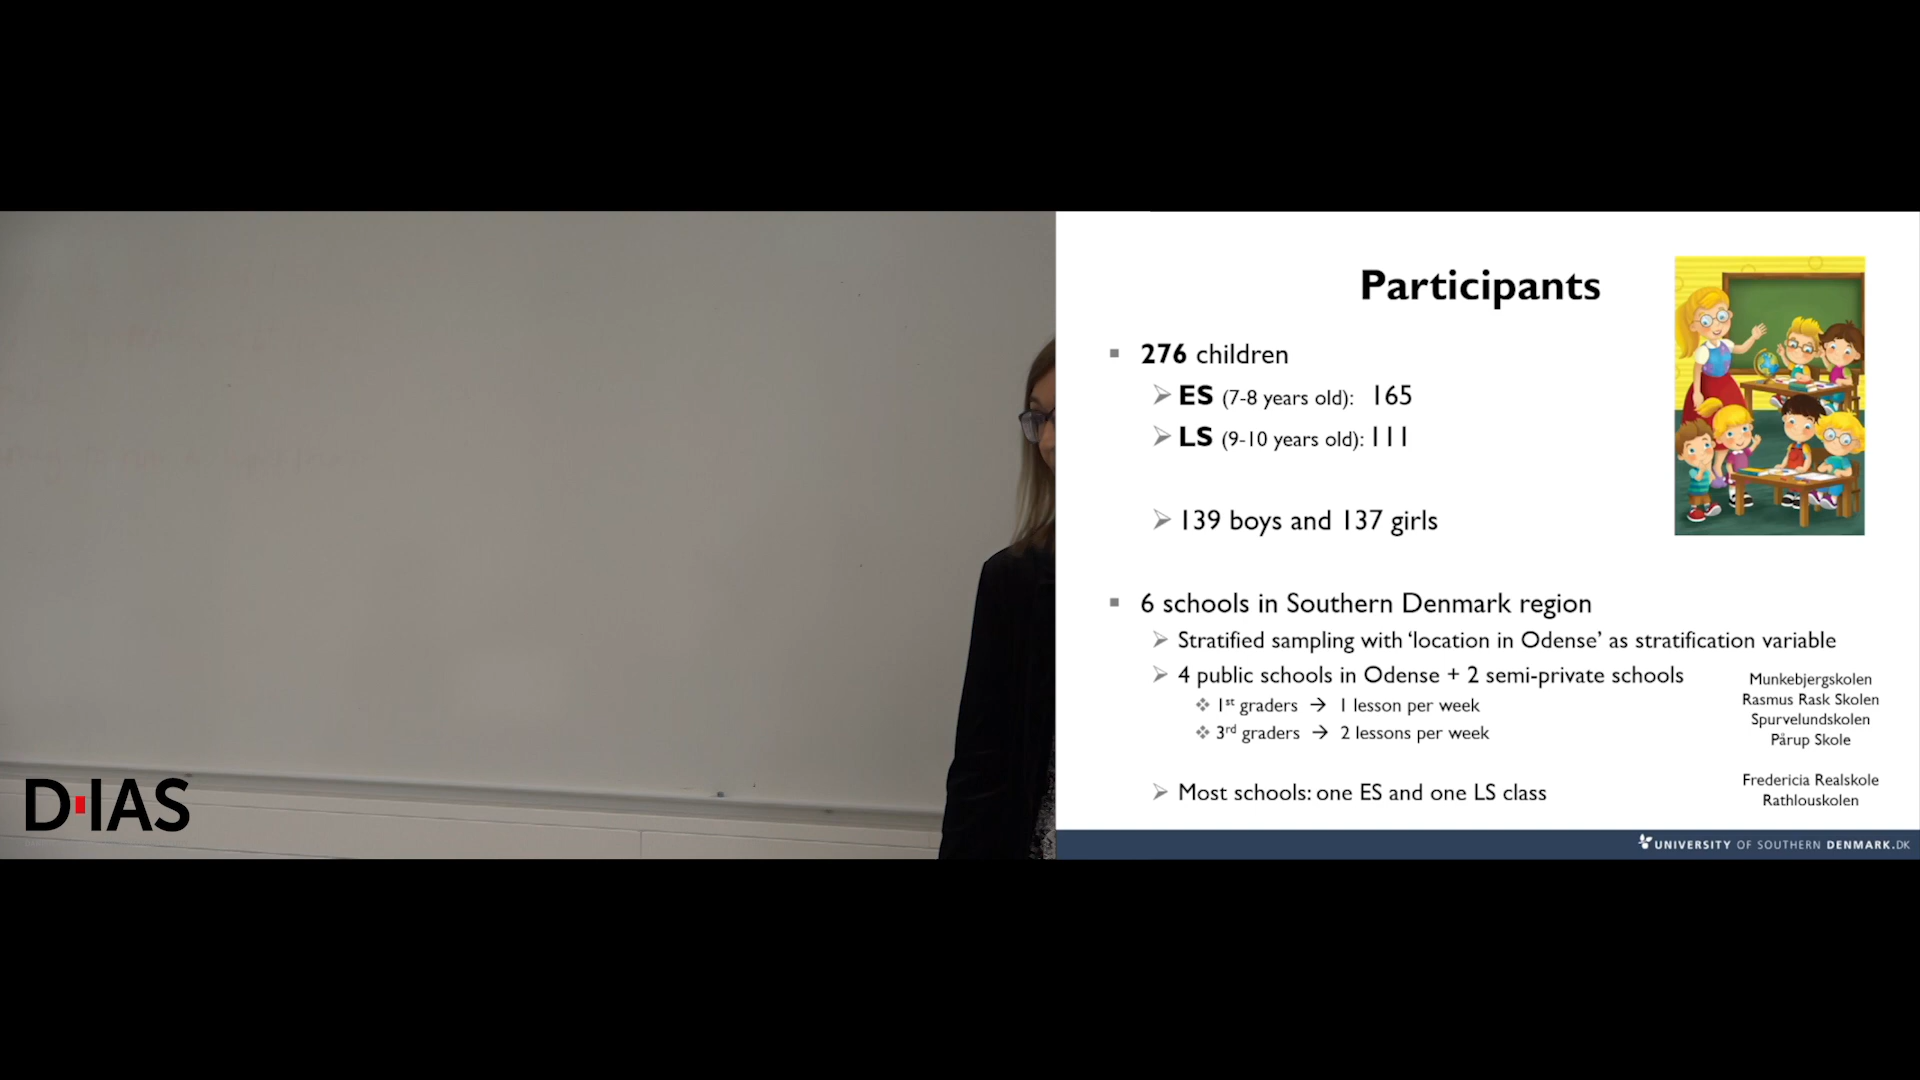 Participants
276 children
ES (7-8 years old): 165
LS (9-10 years old): 111
139 boys and 137 girls
6 schools in Southern Denmark region
Stratified sampling with ‘location in Odense’ as stratification variable
4 public schools in Odense + 2 semi-private schools
1st graders → 1 lesson per week
3rd graders → 2 lessons per week
Most schools: one ES and one LS class
Munkebjergskolen
Rasmus Rask Skolen
Spurvelundskolen
Pårup Skole
Fredericia Realskole
Rathlouskolen
UNIVERSITY OF SOUTHERN DENMARK.DK
D·IAS